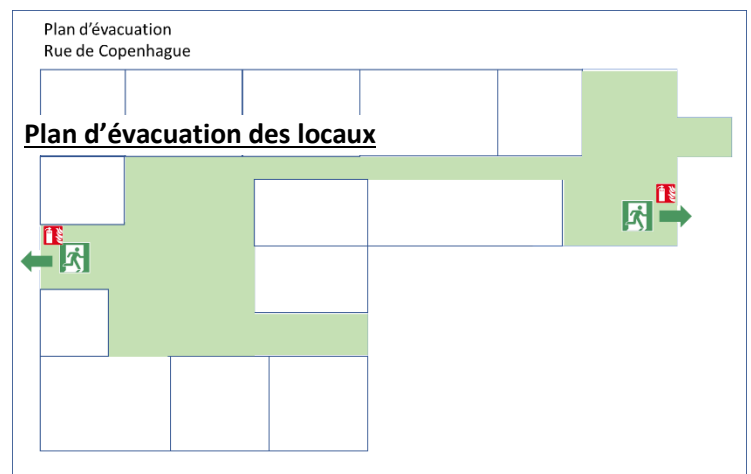 Plan d’évacuation
Rue de Copenhague
Plan d’évacuation des locaux